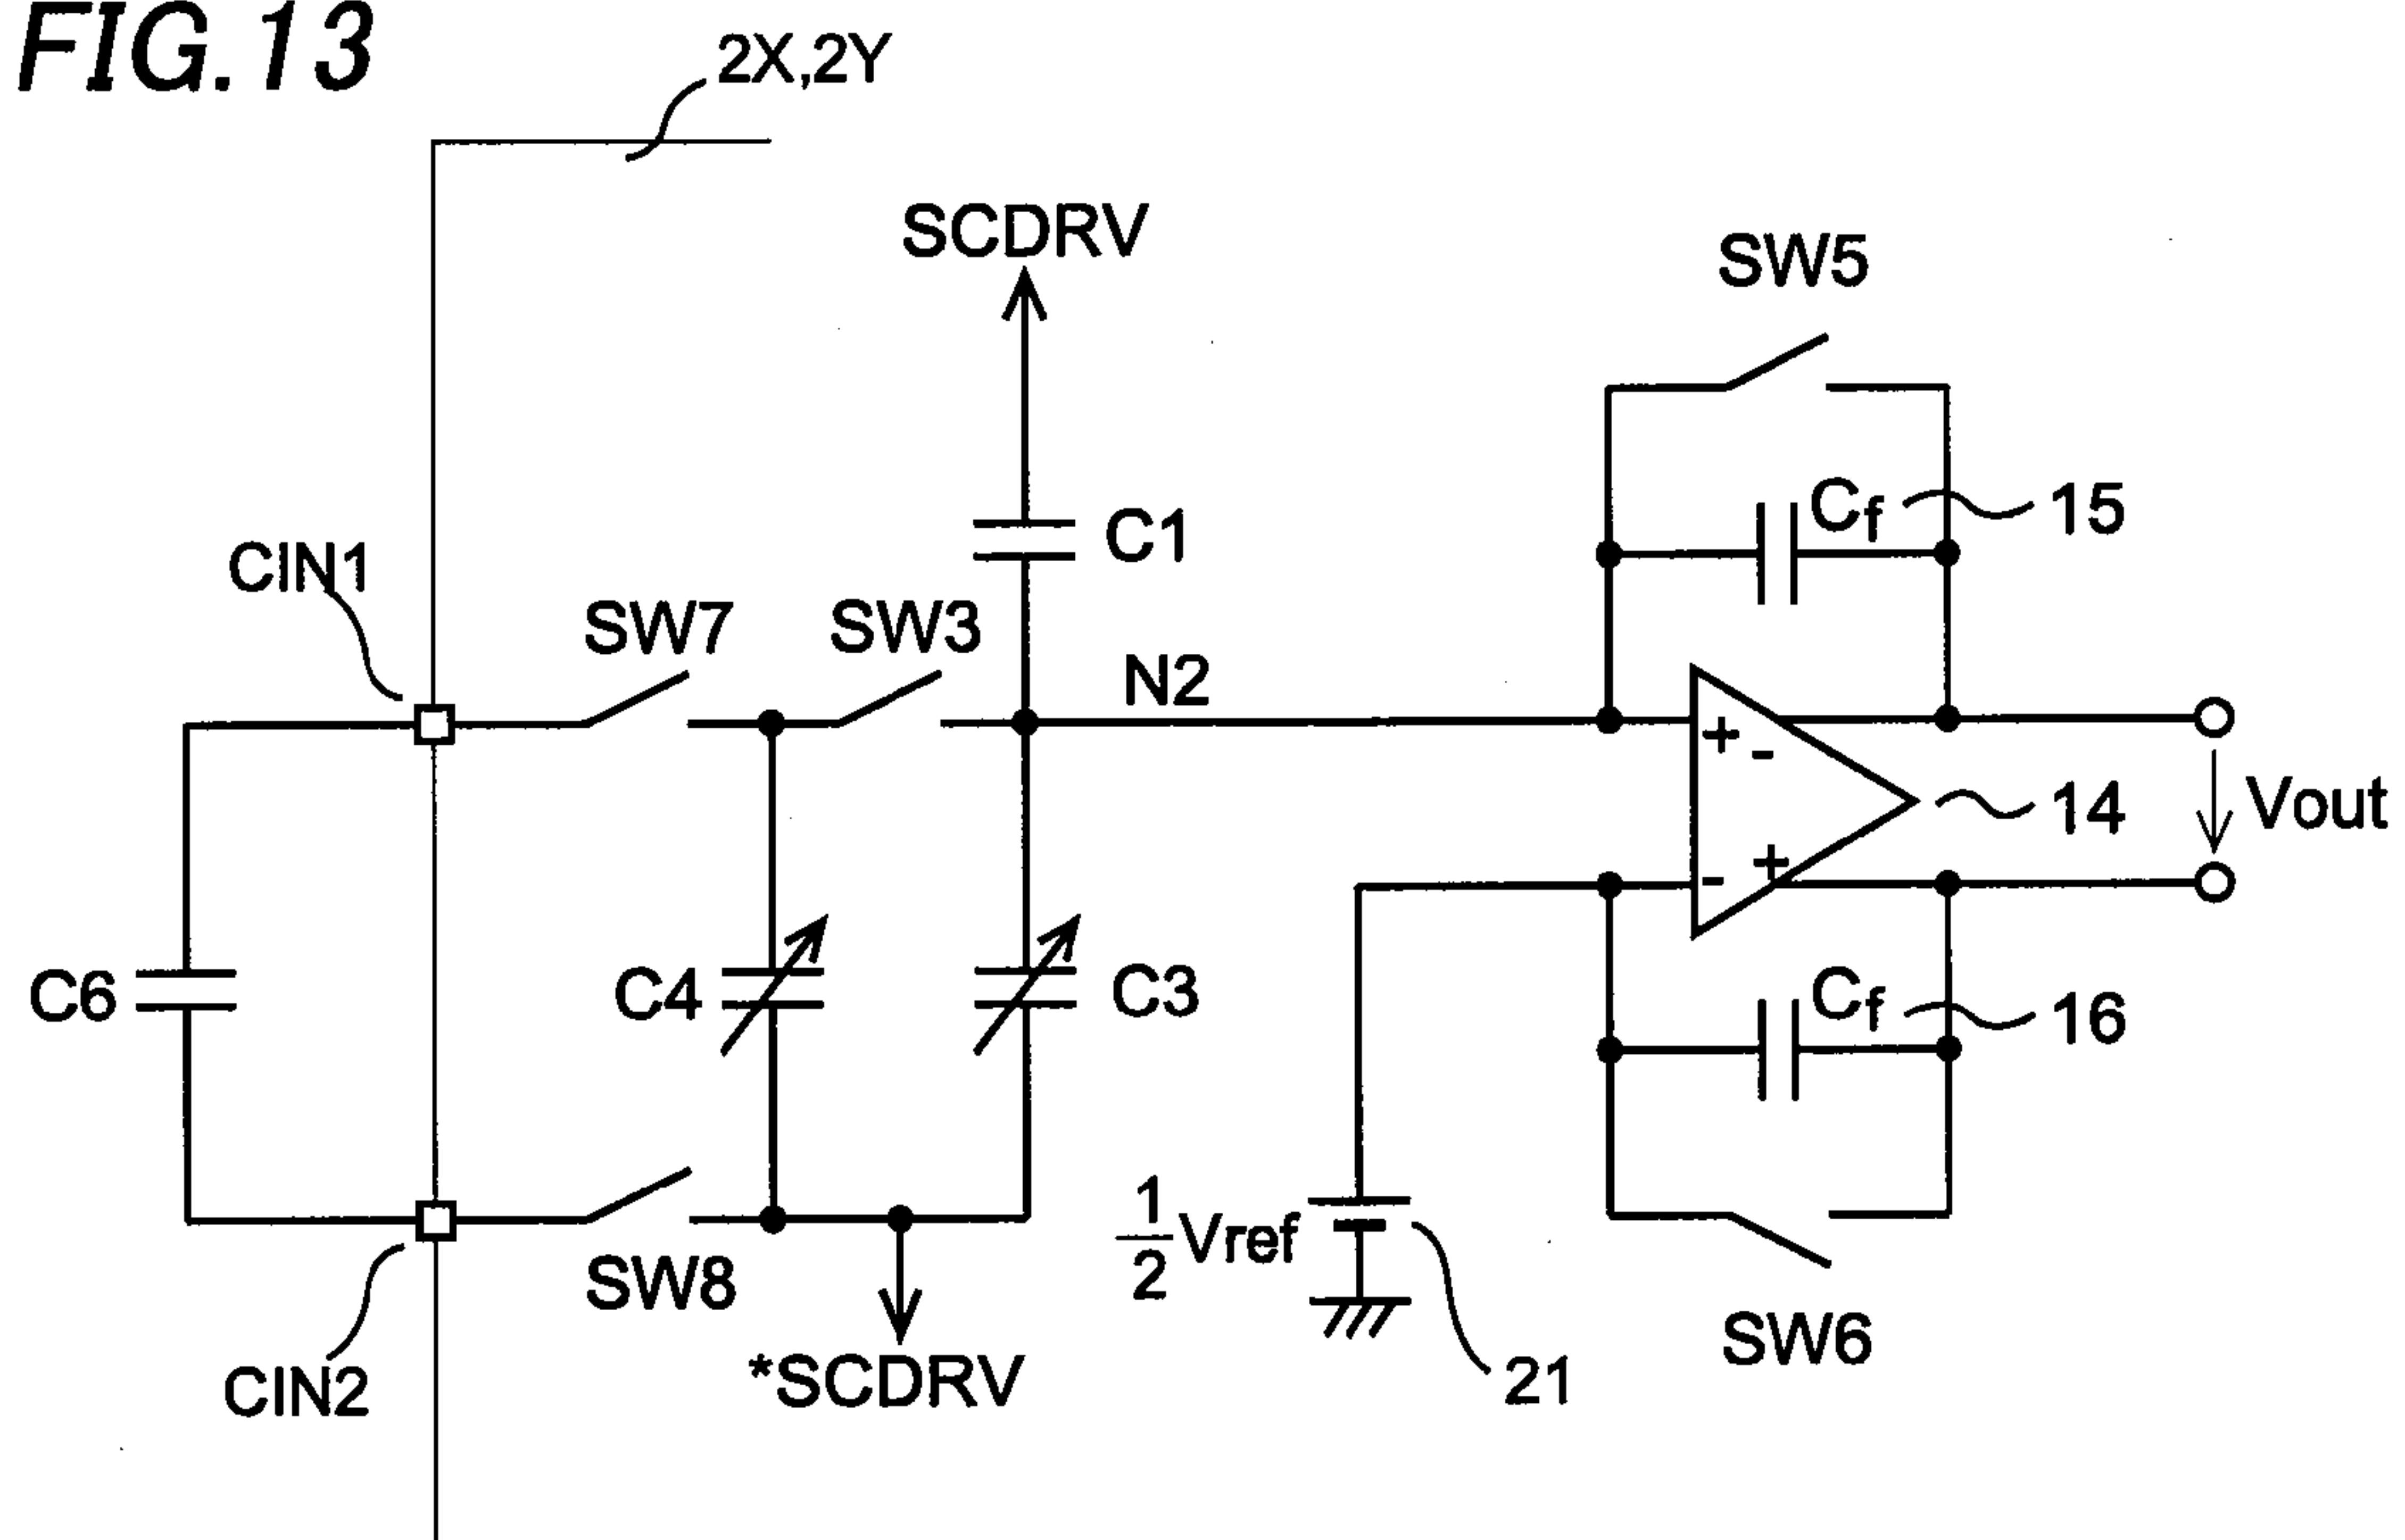 FIG.13
2X,2Y
SCDRV
SW5
Cf
15
C1
CIN1
SW7
SW3
N2
+
-
14
Vout
-
+
C6
C4
C3
Cf
16
1/2 Vref
SW8
SW6
*SCDRV
21
CIN2